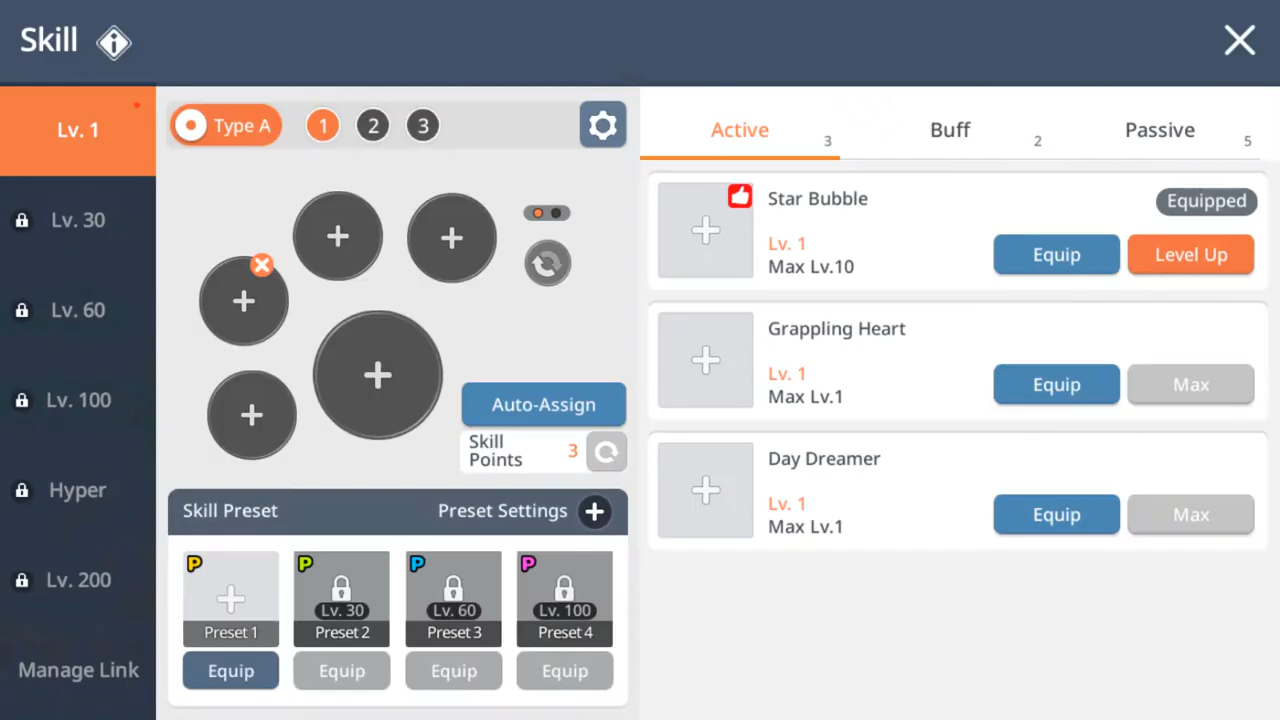 Skill
Lv. 1
Lv. 30
Lv. 60
Lv. 100
Hyper
Lv. 200
Manage Link
Type A
1
2
3
Auto-Assign
Skill
Points
3
Skill Preset
Preset Settings
P
P
P
P
Lv. 30
Lv. 60
Lv. 100
Preset 1
Preset 2
Preset 3
Preset 4
Equip
Equip
Equip
Equip
Active
3
Buff
2
Passive
5
Star Bubble
Equipped
Lv. 1
Max Lv.10
Equip
Level Up
Grappling Heart
Lv. 1
Max Lv.1
Equip
Max
Day Dreamer
Lv. 1
Max Lv.1
Equip
Max